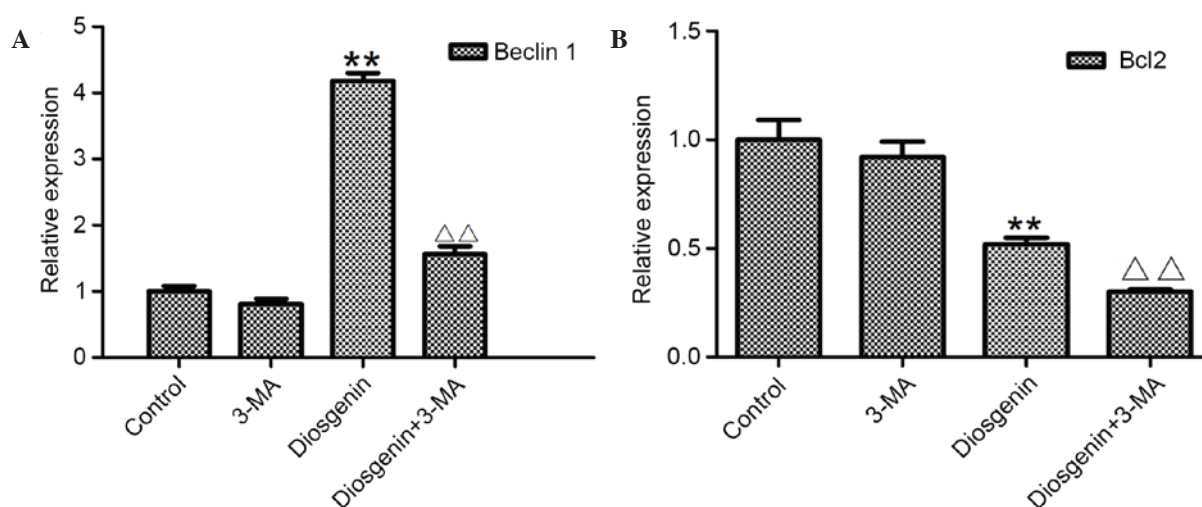 A
Relative expression
5
4
3
2
1
0
Beclin 1
**
△△
Control
3-MA
Diosgenin
Diosgenin+3-MA
B
Relative expression
1.5
1.0
0.5
0.0
Bcl2
**
△ △
Control
3-MA
Diosgenin
Diosgenin+3-MA